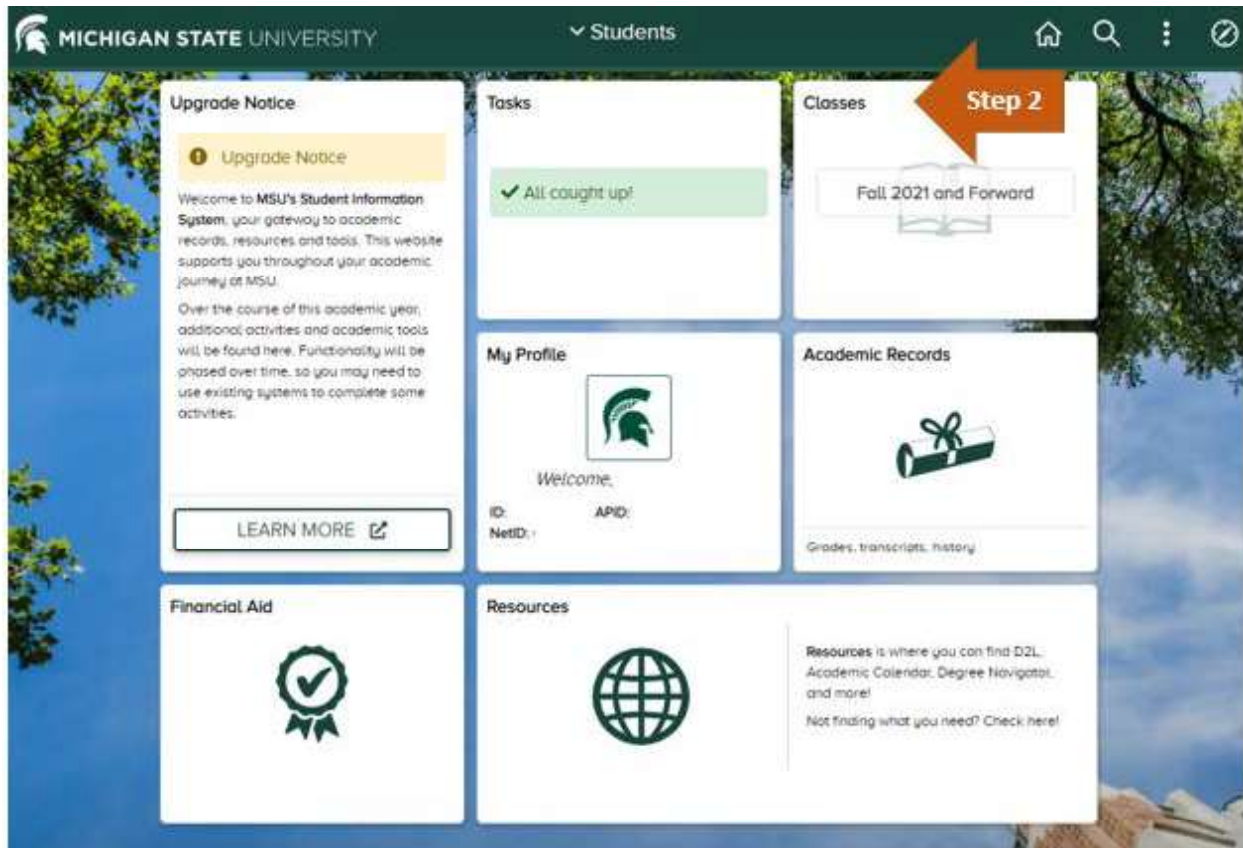 MICHIGAN STATE UNIVERSITY
Students
Upgrade Notice
Upgrade Notice
Welcome to MSU's Student Information
System, your gateway to academic
records, resources and tools. This website
supports you throughout your academic
journey at MSU.
Over the course of this academic year,
additional activities and academic tools
will be found here. Functionality will be
phased over time, so you may need to
use existing systems to complete some
activities.
LEARN MORE
Tasks
All caught up!
Classes
Step 2
Fall 2021 and Forward
My Profile
Welcome,
ID: APID:
NetID:
Academic Records
Grades, transcripts, history
Financial Aid
Resources
Resources is where you can find D2L,
Academic Calendar, Degree Navigator,
and more!
Not finding what you need? Check here!